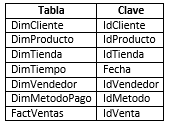 Tabla Clave
DimCliente IdCliente
DimProducto IdProducto
DimTienda IdTienda
DimTiempo Fecha
DimVendedor IdVendedor
DimMetodoPago IdMetodo
FactVentas IdVenta